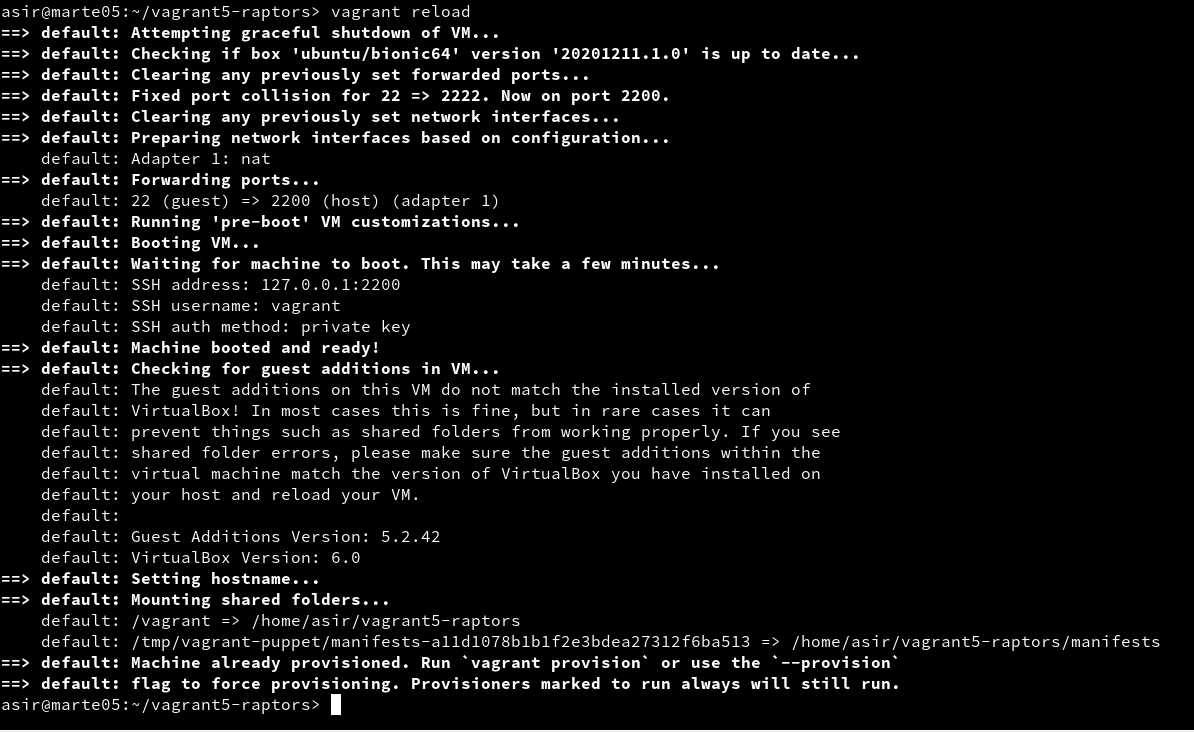 asir@marte05:~/vagrant5-raptors> vagrant reload
==> default: Attempting graceful shutdown of VM...
==> default: Checking if box 'ubuntu/bionic64' version '20201211.1.0' is up to date...
==> default: Clearing any previously set forwarded ports...
==> default: Fixed port collision for 22 => 2222. Now on port 2200.
==> default: Clearing any previously set network interfaces...
==> default: Preparing network interfaces based on configuration...
    default: Adapter 1: nat
==> default: Forwarding ports...
    default: 22 (guest) => 2200 (host) (adapter 1)
==> default: Running 'pre-boot' VM customizations...
==> default: Booting VM...
==> default: Waiting for machine to boot. This may take a few minutes...
    default: SSH address: 127.0.0.1:2200
    default: SSH username: vagrant
    default: SSH auth method: private key
==> default: Machine booted and ready!
==> default: Checking for guest additions in VM...
    default: The guest additions on this VM do not match the installed version of
    default: VirtualBox! In most cases this is fine, but in rare cases it can
    default: prevent things such as shared folders from working properly. If you see
    default: shared folder errors, please make sure the guest additions within the
    default: virtual machine match the version of VirtualBox you have installed on
    default: your host and reload your VM.
    default:
    default: Guest Additions Version: 5.2.42
    default: VirtualBox Version: 6.0
==> default: Setting hostname...
==> default: Mounting shared folders...
    default: /vagrant => /home/asir/vagrant5-raptors
    default: /tmp/vagrant-puppet/manifests-a11d1078b1b1f2e3bdea27312f6ba513 => /home/asir/vagrant5-raptors/manifests
==> default: Machine already provisioned. Run `vagrant provision` or use the `--provision`
==> default: flag to force provisioning. Provisioners marked to run always will still run.
asir@marte05:~/vagrant5-raptors>